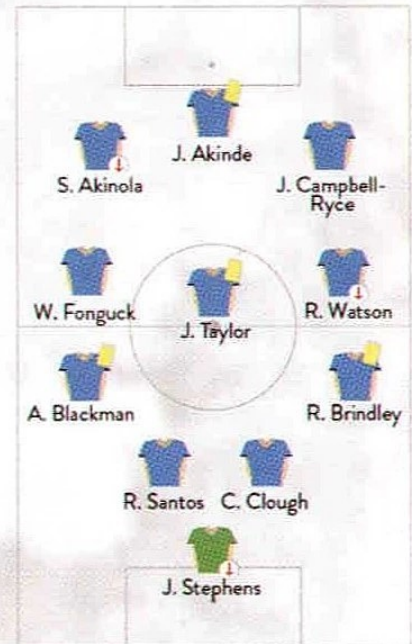 J. Akinde
S. Akinola
J. Campbell-
Ryce
W. Fonguck
J. Taylor
R. Watson
A. Blackman
R. Brindley
R. Santos C. Clough
J. Stephens